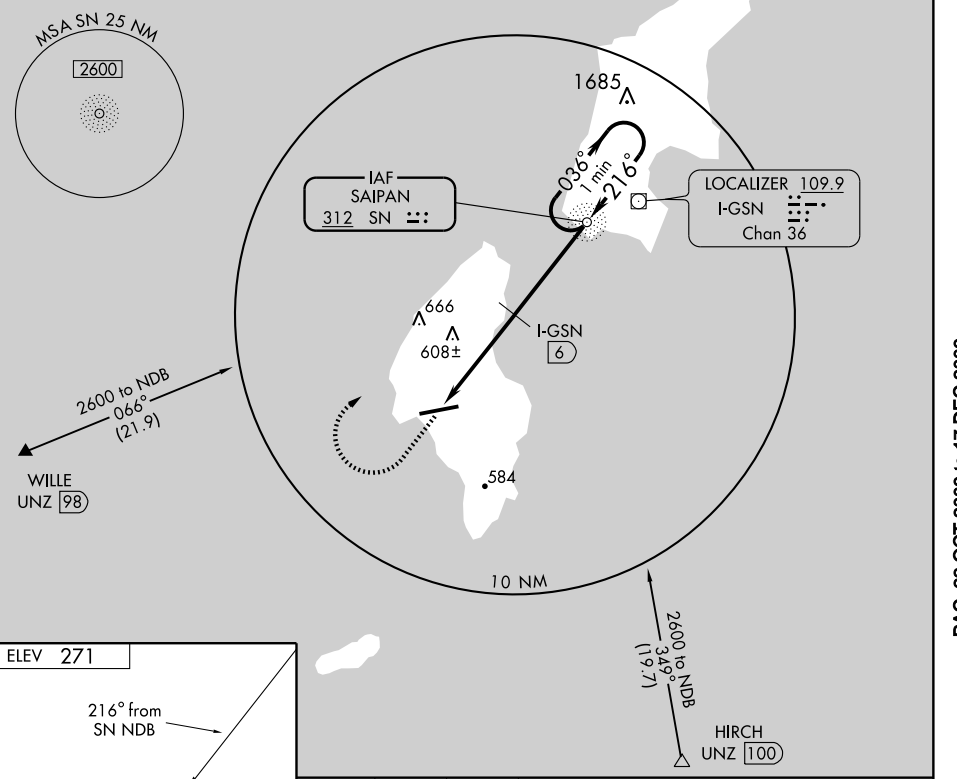 MSA SN 25 NM
2600
1685
IAF
SAIPAN
312 SN
036°
1 min
216°
LOCALIZER 109.9
I-GSN
Chan 36
666
608±
I-GSN
6
2600 to NDB
066°
(21.9)
WILLE
UNZ 98
584
10 NM
2600 to NDB
349°
(19.7)
HIRCH
UNZ 100
ELEV 271
216° from
SN NDB